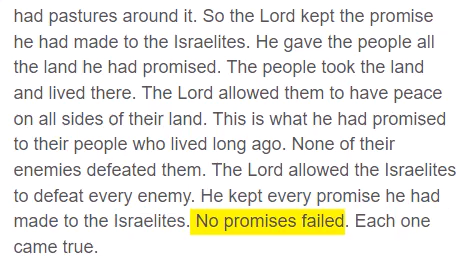 had pastures around it. So the Lord kept the promise
he had made to the Israelites. He gave the people all
the land he had promised. The people took the land
and lived there. The Lord allowed them to have peace
on all sides of their land. This is what he had promised
to their people who lived long ago. None of their
enemies defeated them. The Lord allowed the Israelites
to defeat every enemy. He kept every promise he had
made to the Israelites. No promises failed. Each one
came true.